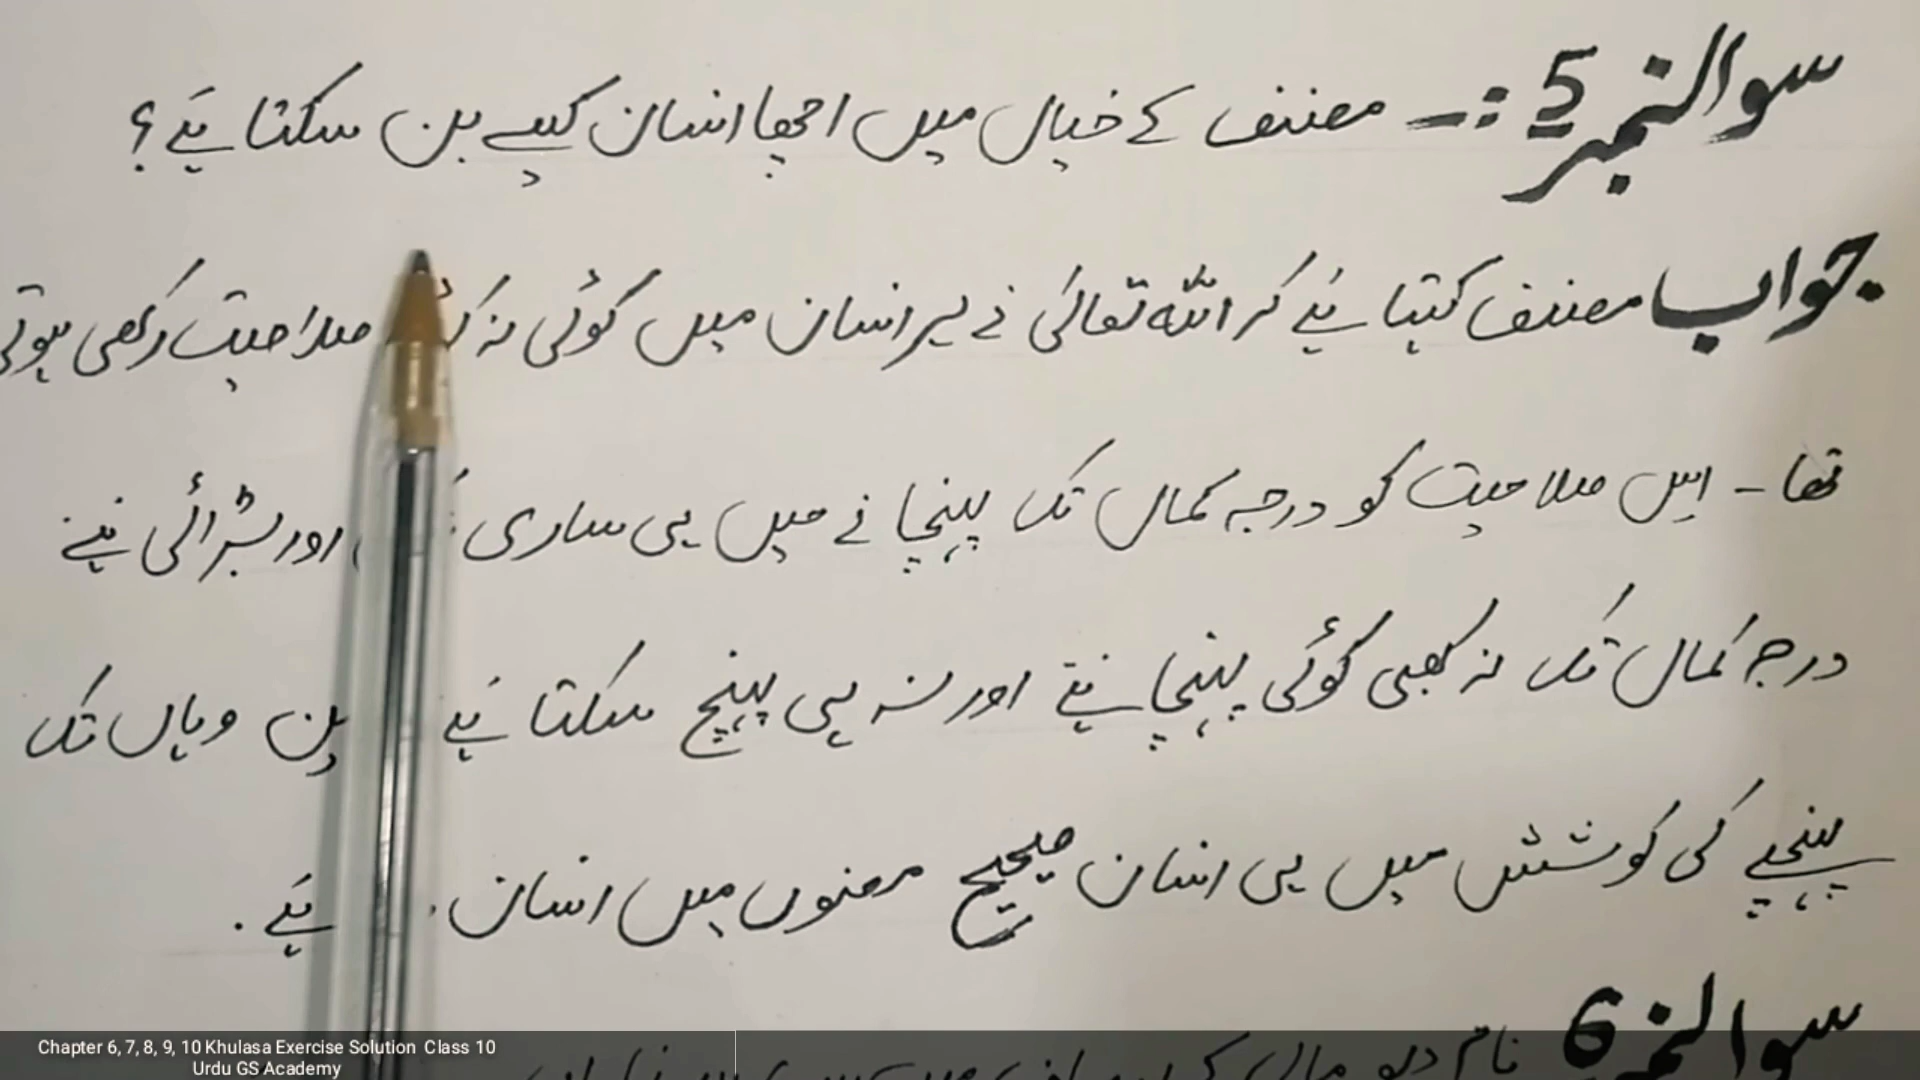 سوالنمبر 5 :- مصنف کے خیال میں اچھا انسان کیسے بن سکتا ہے؟
جواب مصنف کہتا ہے کہ اللہ تعالیٰ نے ہر انسان میں کوئی نہ صلاحیت رکھی ہوتی
تھا - اِس صلاحیت کو درجہ کمال تک پہنچانے میں ہی ساری اور بڑائی ہے
درجہ کمال تک نہ کبھی کوئی پہنچا ہے اور نہ ہی پہنچ سکتا ہے وہاں تک
پہنچنے کی کوشش میں ہی انسان صحیح معنوں میں انسان ہے.
سوالنمبر 6 نام دیو مالی
Chapter 6, 7, 8, 9, 10 Khulasa Exercise Solution Class 10
Urdu GS Academy